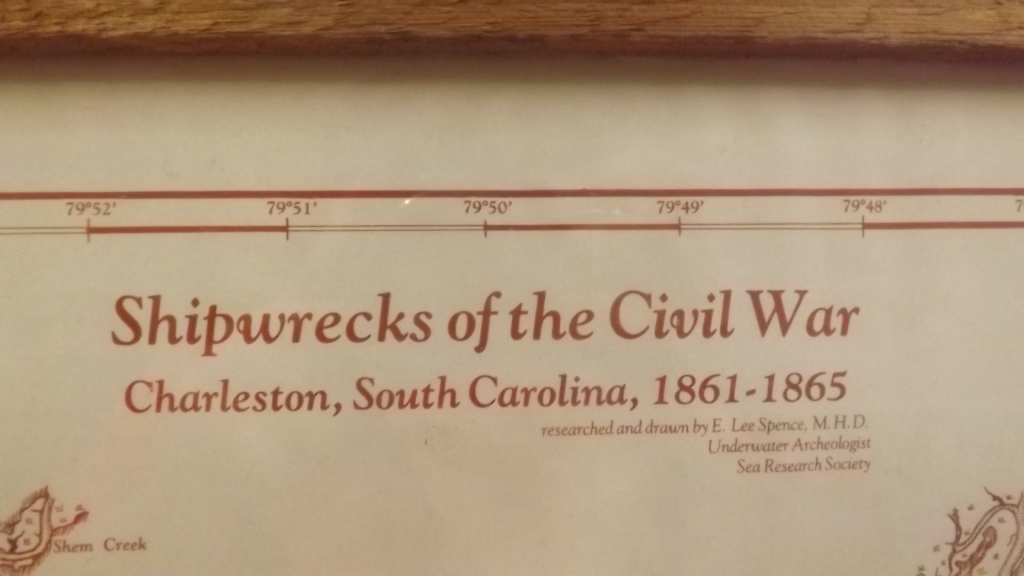 79°52' 79°51' 79°50' 79°49' 79°48'
Shipwrecks of the Civil War
Charleston, South Carolina, 1861-1865
researched and drawn by E. Lee Spence, M.H.D.
Underwater Archeologist
Sea Research Society
Shem Creek